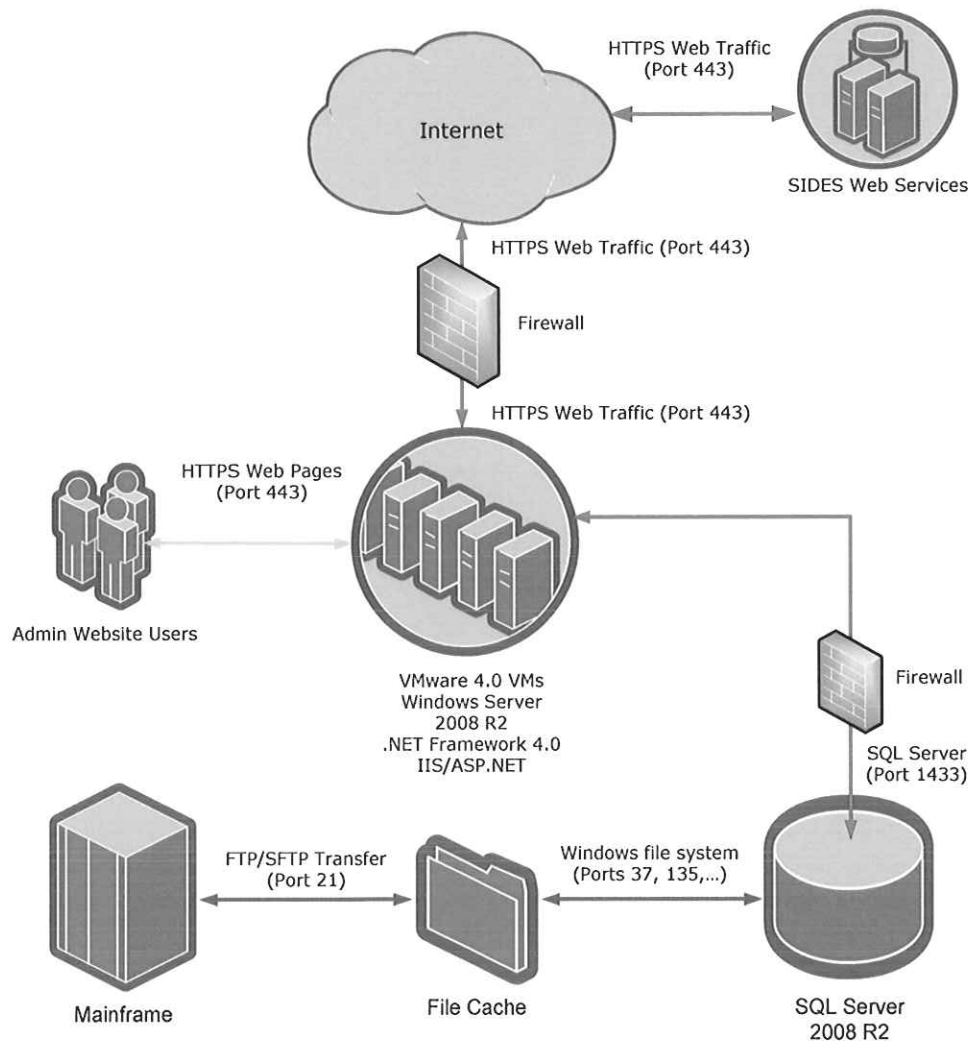 HTTPS Web Traffic
(Port 443)
Internet
SIDES Web Services
HTTPS Web Traffic (Port 443)
Firewall
HTTPS Web Traffic (Port 443)
HTTPS Web Pages
(Port 443)
Admin Website Users
VMware 4.0 VMs
Windows Server
2008 R2
.NET Framework 4.0
IIS/ASP.NET
Firewall
SQL Server
(Port 1433)
FTP/SFTP Transfer
(Port 21)
Windows file system
(Ports 37, 135,...)
Mainframe
File Cache
SQL Server
2008 R2